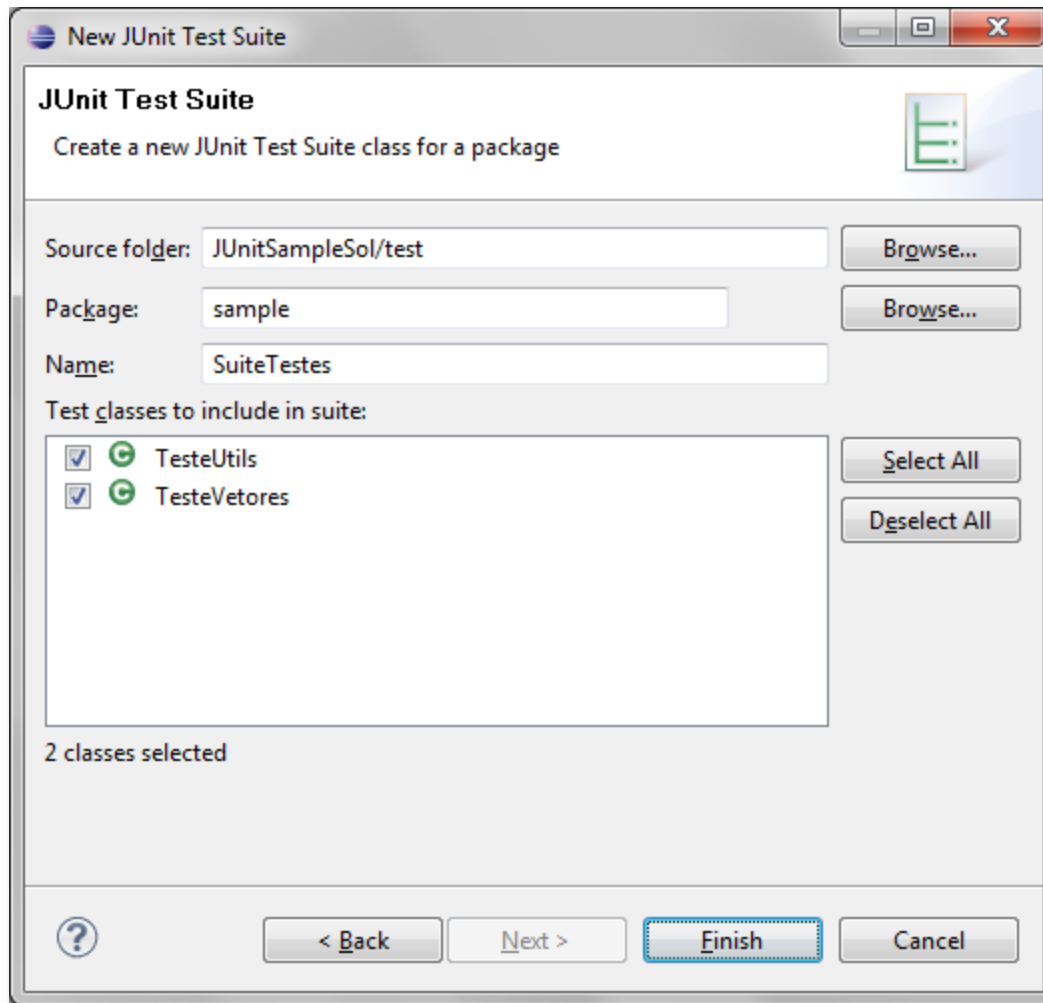 New JUnit Test Suite
JUnit Test Suite
Create a new JUnit Test Suite class for a package
Source folder: JUnitSampleSol/test Browse...
Package: sample Browse...
Name: SuiteTestes
Test classes to include in suite:
TesteUtils Select All
TesteVetores
Deselect All
2 classes selected
? < Back Next > Finish Cancel